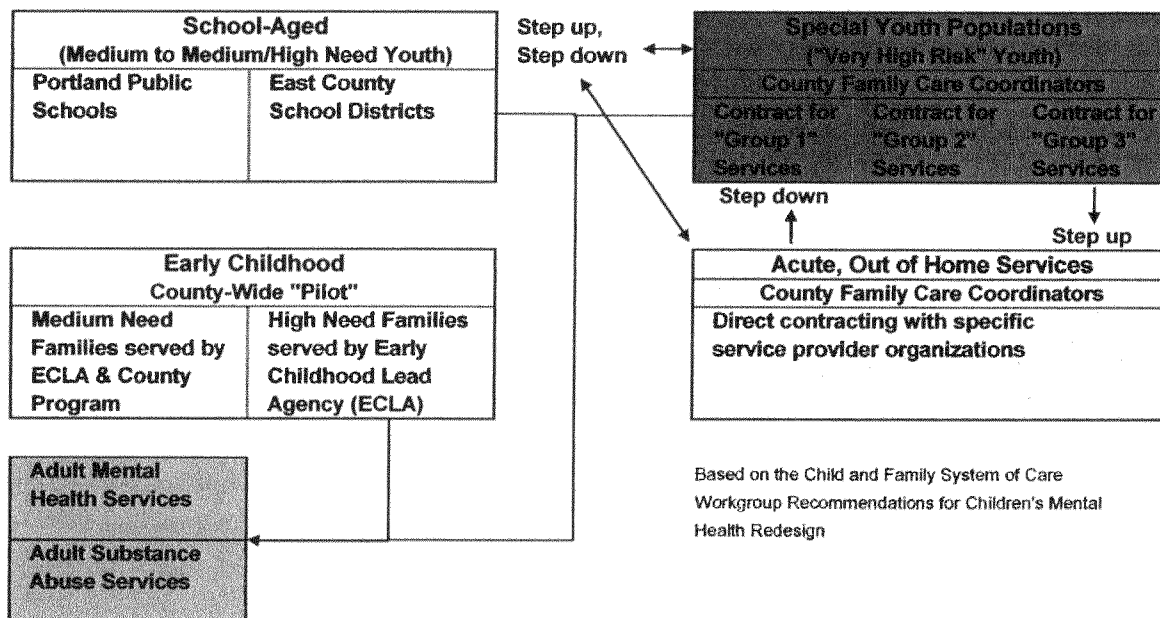 School-Aged
(Medium to Medium/High Need Youth)
Portland Public
Schools
East County
School Districts
Step up,
Step down
Special Youth Populations
("Very High Risk" Youth)
County Family Care Coordinators
Contract for
"Group 1"
Services
Contract for
"Group 2"
Services
Contract for
"Group 3"
Services
Step down
Step up
Early Childhood
County-Wide "Pilot"
Medium Need
Families served by
ECLA & County
Program
High Need Families
served by Early
Childhood Lead
Agency (ECLA)
Acute, Out of Home Services
County Family Care Coordinators
Direct contracting with specific
service provider organizations
Adult Mental
Health Services
Adult Substance
Abuse Services
Based on the Child and Family System of Care
Workgroup Recommendations for Children's Mental
Health Redesign